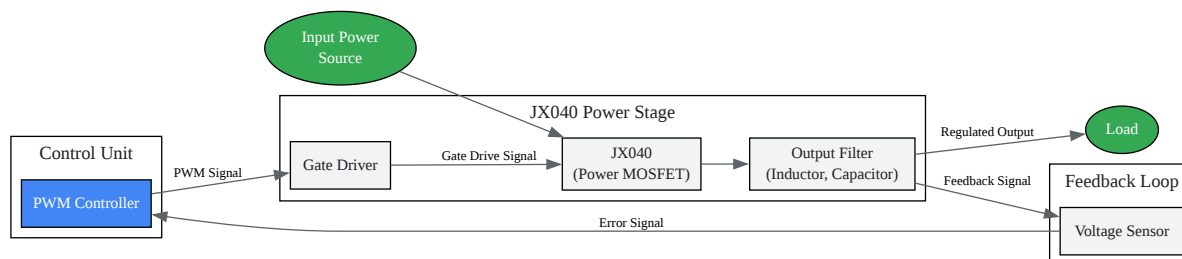 Input Power
Source
JX040 Power Stage
Control Unit
PWM Controller
PWM Signal
Gate Driver
Gate Drive Signal
JX040
(Power MOSFET)
Output Filter
(Inductor, Capacitor)
Regulated Output
Load
Feedback Signal
Feedback Loop
Voltage Sensor
Error Signal